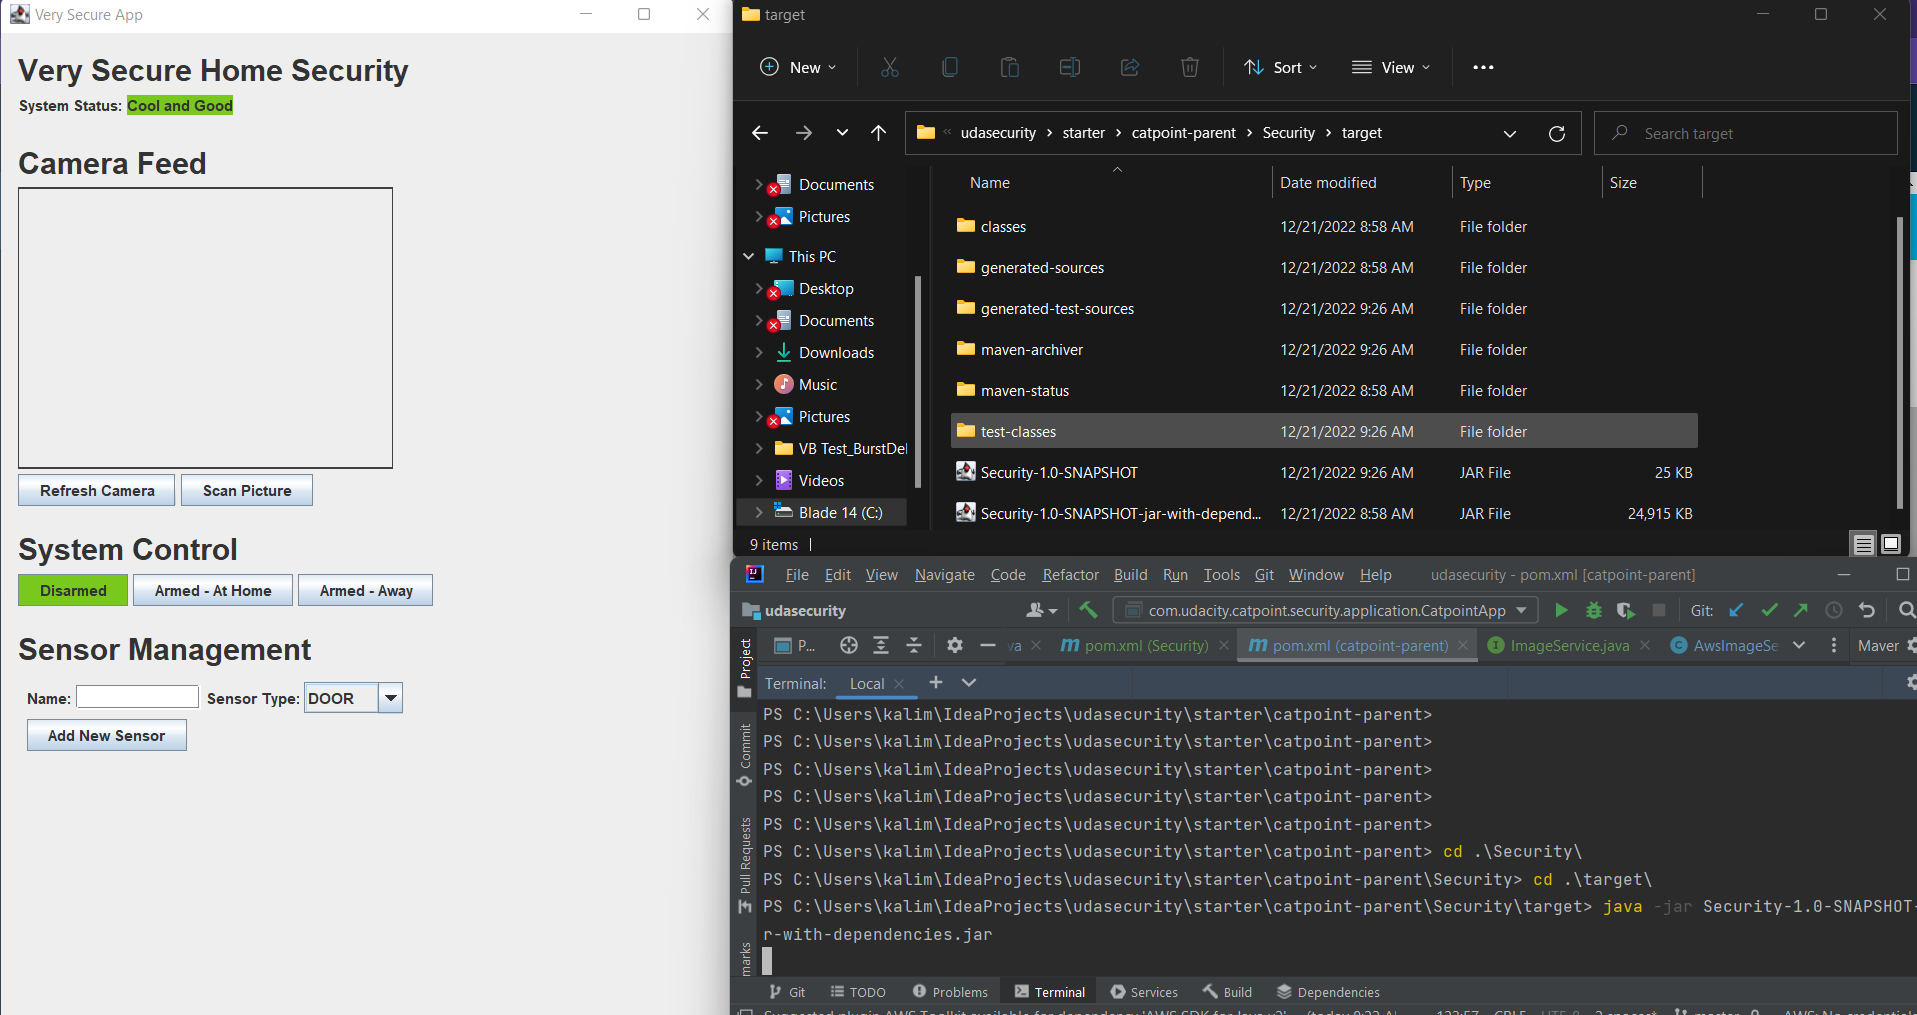 Very Secure App
Very Secure Home Security
System Status: Cool and Good
Camera Feed
Refresh Camera
Scan Picture
System Control
Disarmed
Armed - At Home
Armed - Away
Sensor Management
Name:
Sensor Type: DOOR
Add New Sensor
target
New
Sort
View
udasecurity › starter › catpoint-parent › Security › target
Search target
Documents
Pictures
This PC
Desktop
Documents
Downloads
Music
Pictures
VB Test_BurstDel
Videos
Blade 14 (C:)
Name Date modified Type Size
classes 12/21/2022 8:58 AM File folder
generated-sources 12/21/2022 8:58 AM File folder
generated-test-sources 12/21/2022 9:26 AM File folder
maven-archiver 12/21/2022 9:26 AM File folder
maven-status 12/21/2022 8:58 AM File folder
test-classes 12/21/2022 9:26 AM File folder
Security-1.0-SNAPSHOT 12/21/2022 9:26 AM JAR File 25 KB
Security-1.0-SNAPSHOT-jar-with-depend... 12/21/2022 8:58 AM JAR File 24,915 KB
9 items
File Edit View Navigate Code Refactor Build Run Tools Git Window Help udasecurity - pom.xml [catpoint-parent]
udasecurity
com.udacity.catpoint.security.application.CatpointApp
Git:
Project
P...
va
pom.xml (Security)
pom.xml (catpoint-parent)
ImageService.java
AwsImageSe
Maver
Terminal: Local
Commit
Pull Requests
marks
PS C:\Users\kalim\IdeaProjects\udasecurity\starter\catpoint-parent>
PS C:\Users\kalim\IdeaProjects\udasecurity\starter\catpoint-parent>
PS C:\Users\kalim\IdeaProjects\udasecurity\starter\catpoint-parent>
PS C:\Users\kalim\IdeaProjects\udasecurity\starter\catpoint-parent>
PS C:\Users\kalim\IdeaProjects\udasecurity\starter\catpoint-parent>
PS C:\Users\kalim\IdeaProjects\udasecurity\starter\catpoint-parent> cd .\Security\
PS C:\Users\kalim\IdeaProjects\udasecurity\starter\catpoint-parent\Security> cd .\target\
PS C:\Users\kalim\IdeaProjects\udasecurity\starter\catpoint-parent\Security\target> java -jar Security-1.0-SNAPSHOT-
r-with-dependencies.jar
Git TODO Problems Terminal Services Build Dependencies